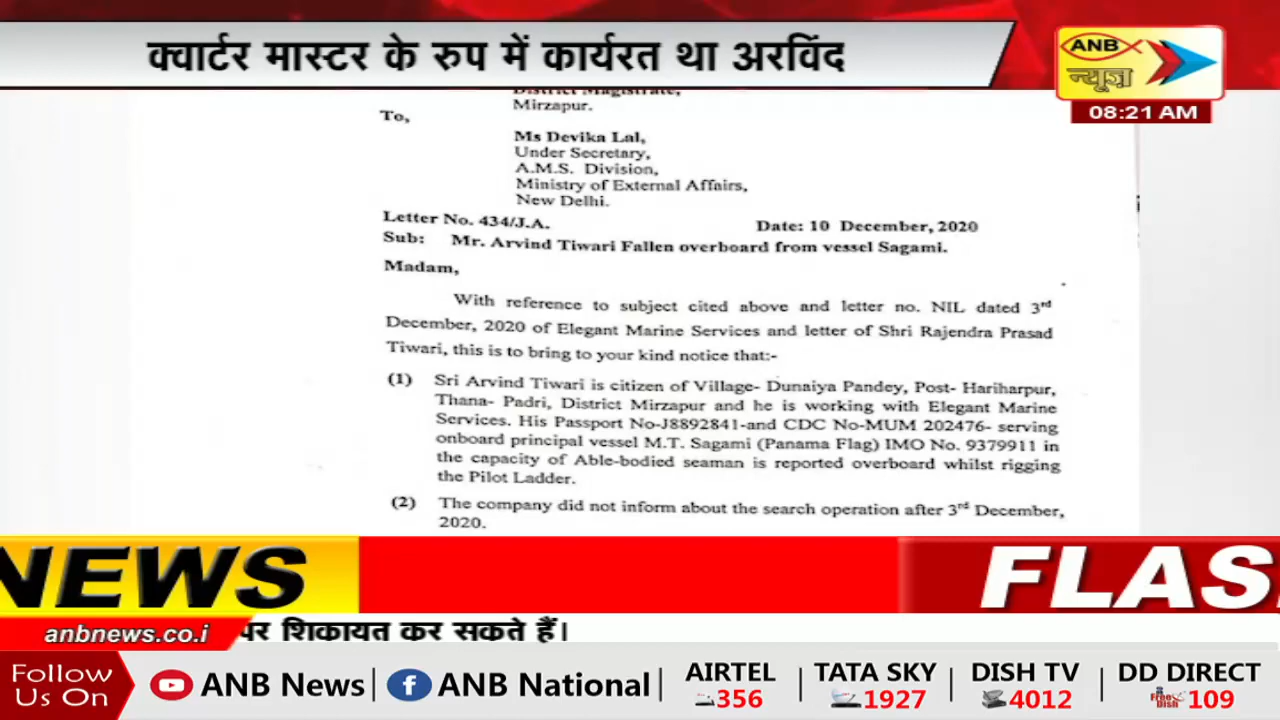 क्वार्टर मास्टर के रुप में कार्यरत था अरविंद
ANB
न्यूज़
08:21 AM
District Magistrate,
Mirzapur.
To,
Ms Devika Lal,
Under Secretary,
A.M.S. Division,
Ministry of External Affairs,
New Delhi.
Letter No. 434/J.A. Date: 10 December, 2020
Sub: Mr. Arvind Tiwari Fallen overboard from vessel Sagami.
Madam,
With reference to subject cited above and letter no. NIL dated 3rd
December, 2020 of Elegant Marine Services and letter of Shri Rajendra Prasad
Tiwari, this is to bring to your kind notice that:-
(1) Sri Arvind Tiwari is citizen of Village- Dunaiya Pandey, Post- Hariharpur,
Thana- Padri, District Mirzapur and he is working with Elegant Marine
Services. His Passport No-J8892841-and CDC No-MUM 202476- serving
onboard principal vessel M.T. Sagami (Panama Flag) IMO No. 9379911 in
the capacity of Able-bodied seaman is reported overboard whilst rigging
the Pilot Ladder.
(2) The company did not inform about the search operation after 3rd December,
2020.
NEWS
FLAS
anbnews.co.i
पर शिकायत कर सकते हैं।
Follow
Us On
ANB News
ANB National
AIRTEL
356
TATA SKY
1927
DISH TV
4012
DD DIRECT
Free Dish
109